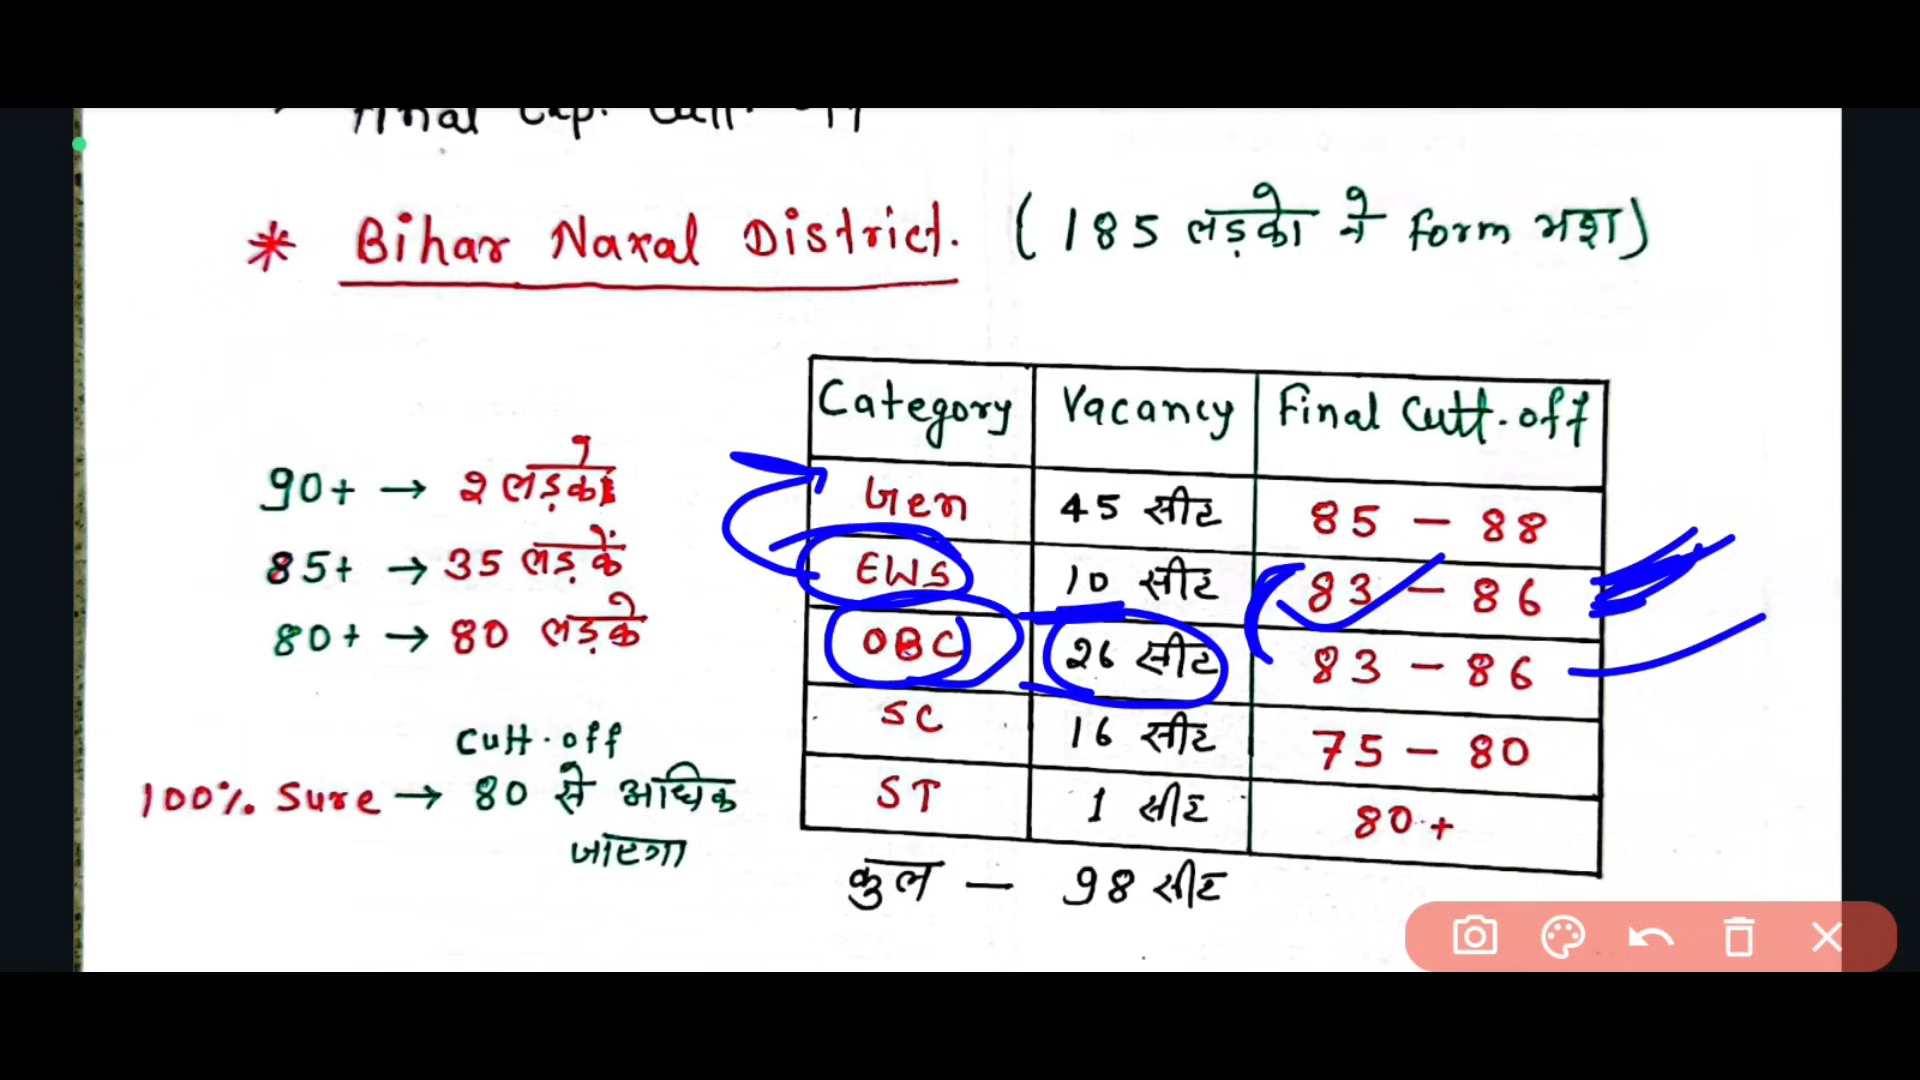 * Bihar Naxal District. (185 लड़को ने form भरा)
Category Vacancy Final Cutt.off
Gen 45 सीट 85 - 88
EWS 10 सीट 83 - 86
OBC 26 सीट 83 - 86
SC 16 सीट 75 - 80
ST 1 सीट 80+
कुल - 98 सीट
90+ → 2 लड़के
85+ → 35 लड़कें
80+ → 80 लड़के
Cutt.off
100% Sure → 80 से अधिक
जाएगा